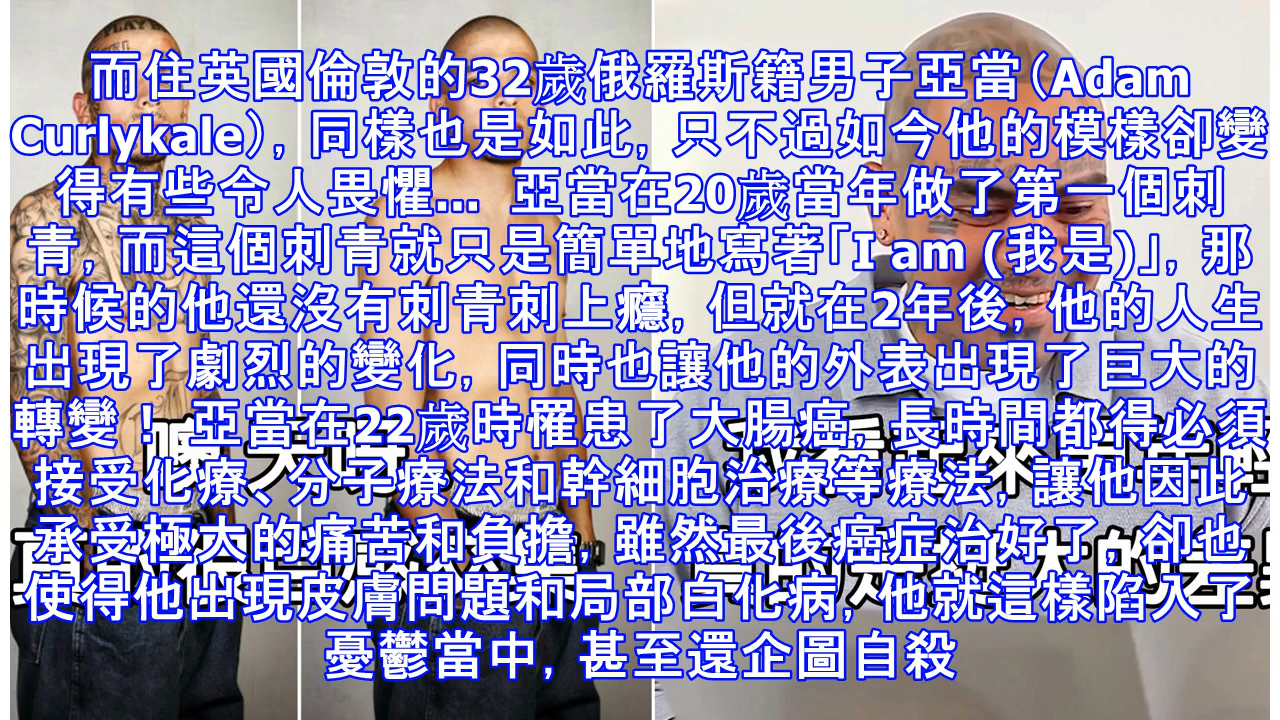 而住英國倫敦的32歲俄羅斯籍男子亞當(Adam
Curlykale), 同樣也是如此, 只不過如今他的模樣卻變
得有些令人畏懼... 亞當在20歲當年做了第一個刺
青, 而這個刺青就只是簡單地寫著「I am (我是)」, 那
時候的他還沒有刺青刺上癮, 但就在2年後, 他的人生
出現了劇烈的變化, 同時也讓他的外表出現了巨大的
轉變！ 亞當在22歲時罹患了大腸癌, 長時間都得必須
接受化療、分子療法和幹細胞治療等療法, 讓他因此
承受極大的痛苦和負擔, 雖然最後癌症治好了, 卻也
使得他出現皮膚問題和局部白化病, 他就這樣陷入了
憂鬱當中, 甚至還企圖自殺